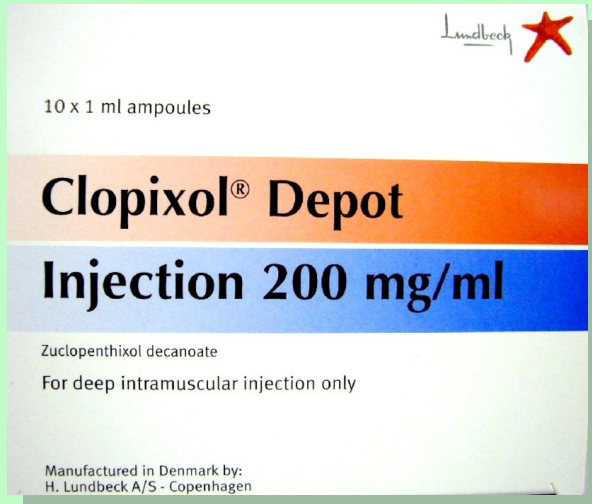 Lundbeck
10 x 1 ml ampoules
Clopixol® Depot
Injection 200 mg/ml
Zuclopenthixol decanoate
For deep intramuscular injection only
Manufactured in Denmark by:
H. Lundbeck A/S - Copenhagen